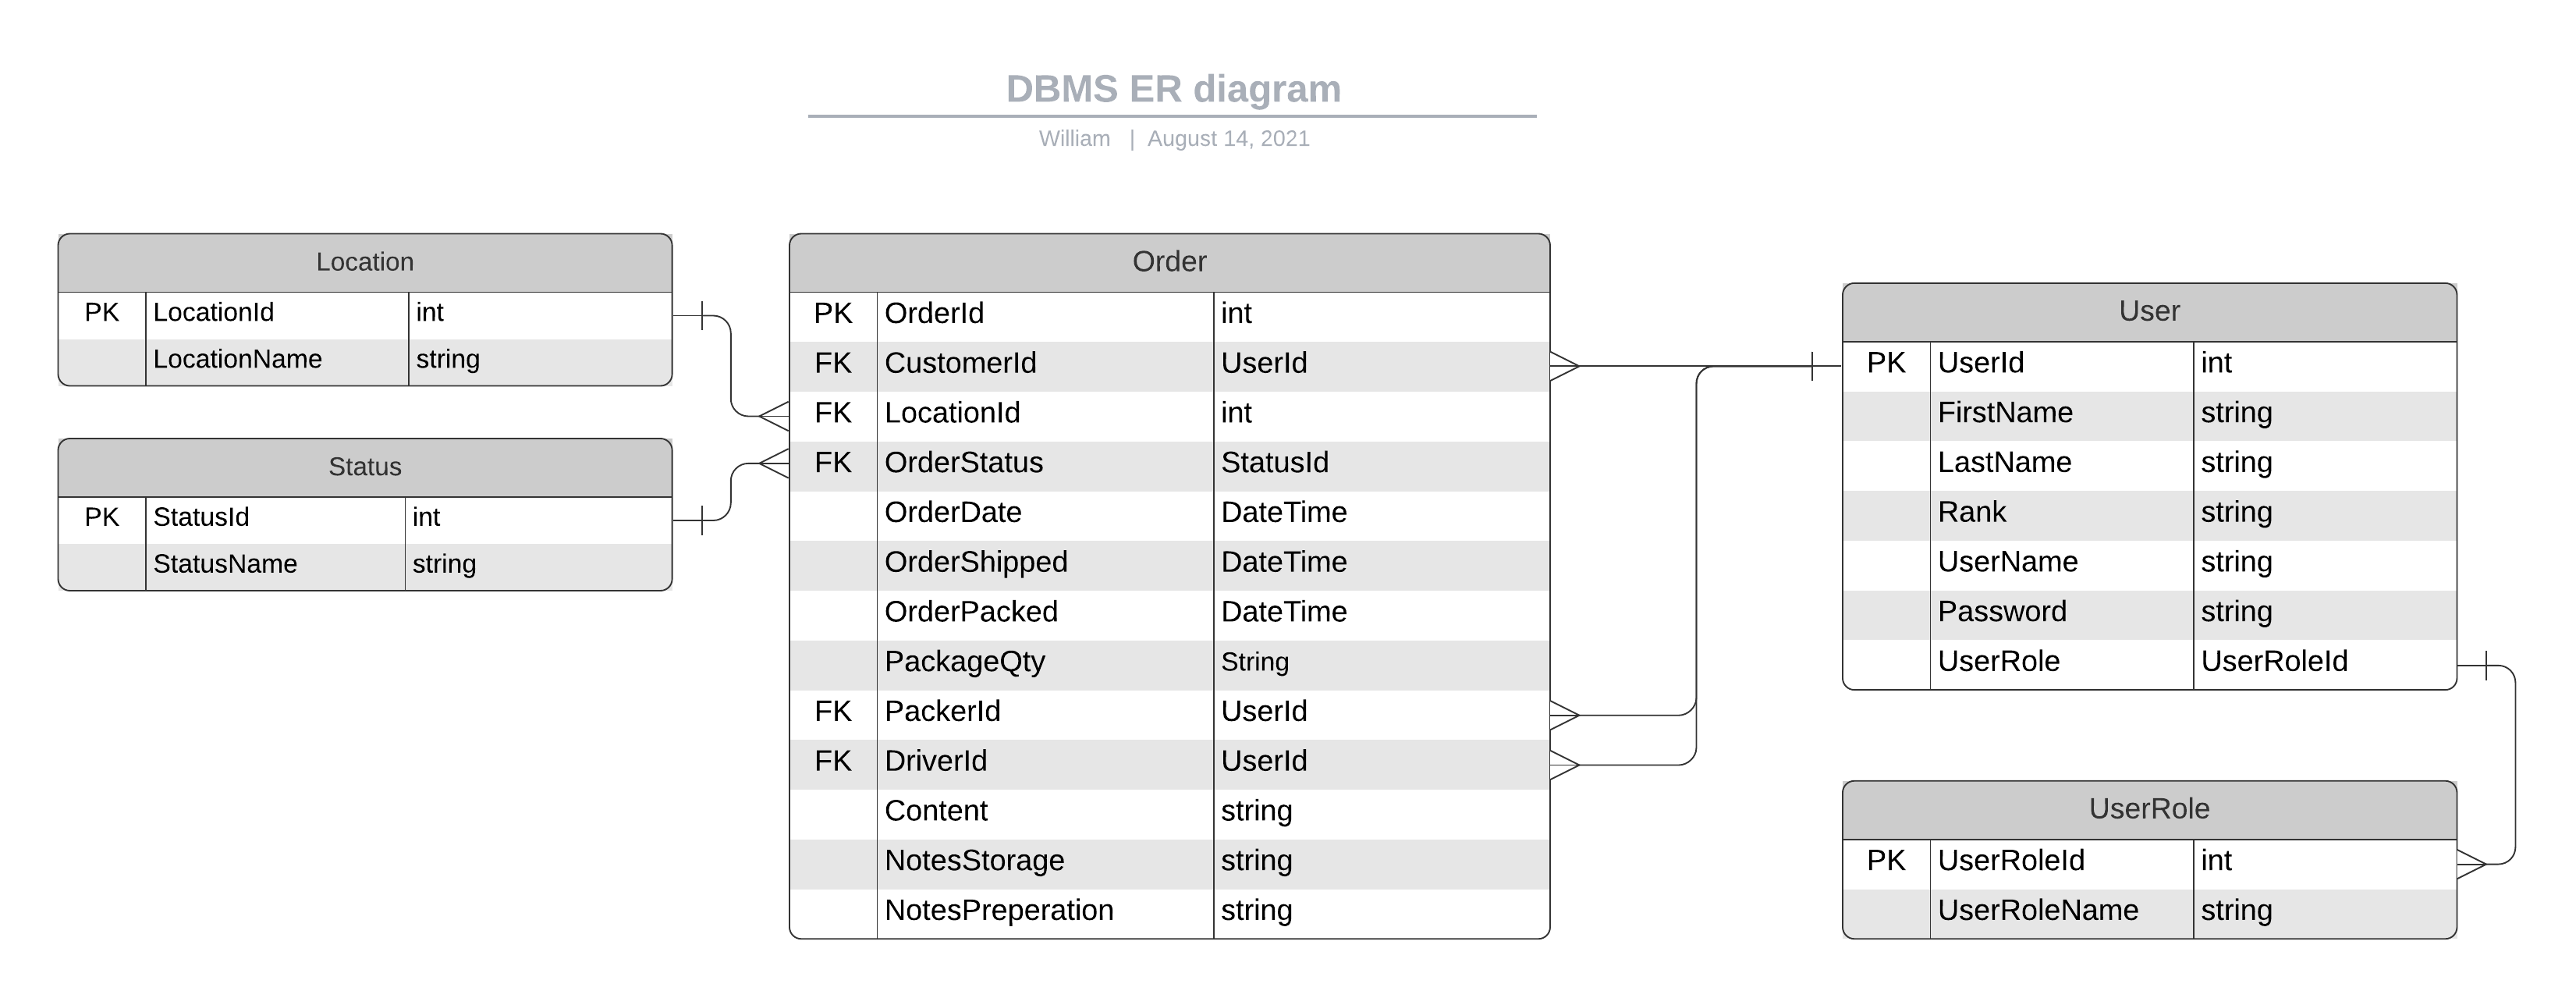 DBMS ER diagram
William | August 14, 2021
Location
PK LocationId int
LocationName string
Status
PK StatusId int
StatusName string
Order
PK OrderId int
FK CustomerId UserId
FK LocationId int
FK OrderStatus StatusId
OrderDate DateTime
OrderShipped DateTime
OrderPacked DateTime
PackageQty String
FK PackerId UserId
FK DriverId UserId
Content string
NotesStorage string
NotesPreperation string
User
PK UserId int
FirstName string
LastName string
Rank string
UserName string
Password string
UserRole UserRoleId
UserRole
PK UserRoleId int
UserRoleName string